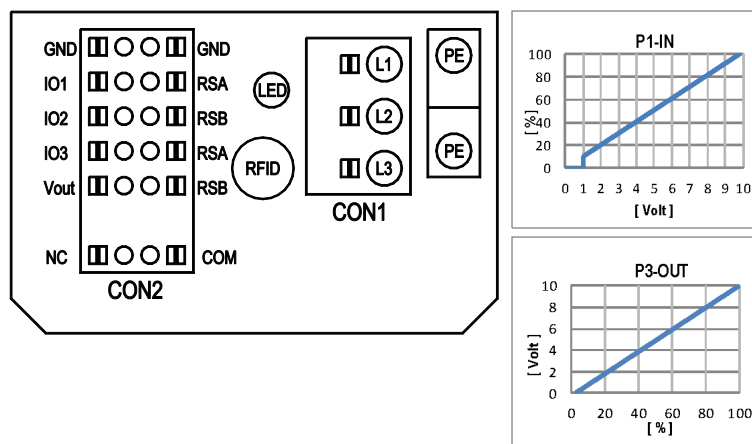 GND GND
IO1 RSA
IO2 RSB
IO3 RSA
Vout RSB
NC COM
CON2
LED
RFID
L1
L2
L3
CON1
PE
PE
P1-IN
100
80
60
40
20
0
[ % ]
0 1 2 3 4 5 6 7 8 9 10
[ Volt ]
P3-OUT
10
8
6
4
2
0
[ Volt ]
0 20 40 60 80 100
[ % ]